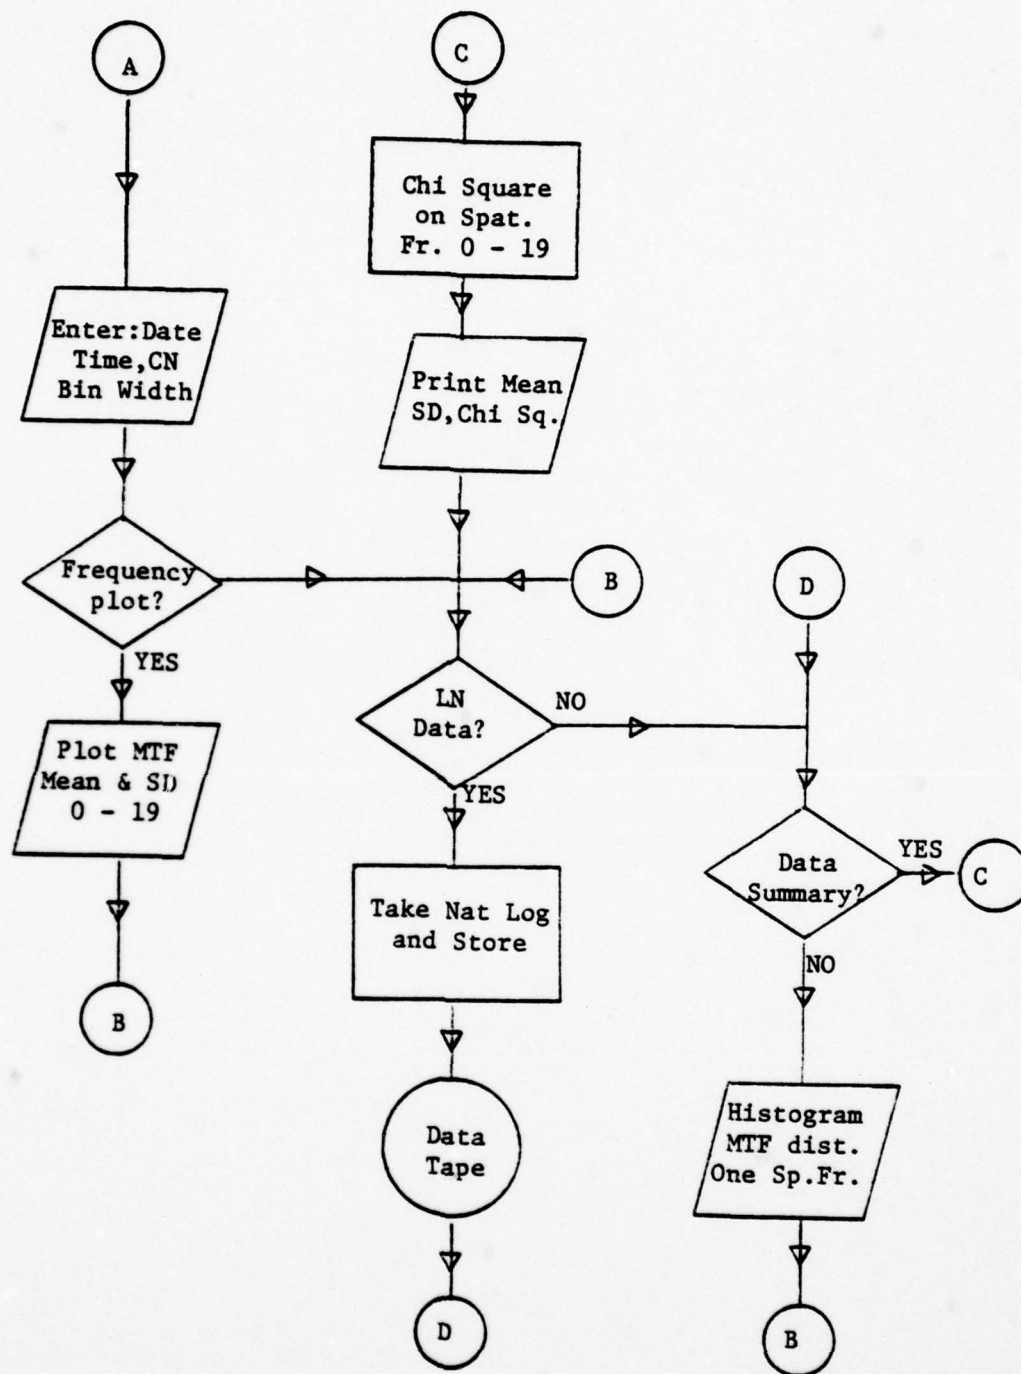 A
Enter:Date
Time,CN
Bin Width
Frequency
plot?
YES
Plot MTF
Mean & SD
0 - 19
B
C
Chi Square
on Spat.
Fr. 0 - 19
Print Mean
SD,Chi Sq.
B
LN
Data?
NO
YES
Take Nat Log
and Store
Data
Tape
D
D
Data
Summary?
YES
C
NO
Histogram
MTF dist.
One Sp.Fr.
B